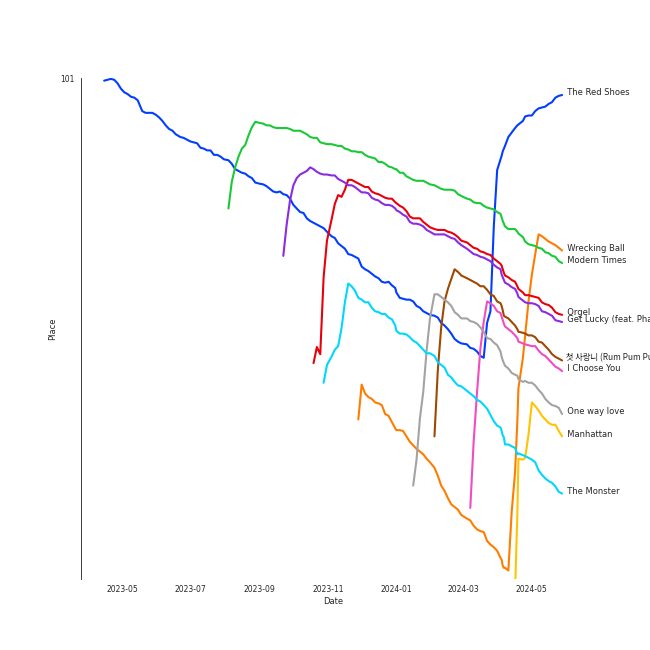 101
The Red Shoes
Wrecking Ball
Modern Times
Orgel
Get Lucky (feat. Pha
첫 사랑니 (Rum Pum Pu
I Choose You
One way love
Manhattan
The Monster
Place
2023-05 2023-07 2023-09 2023-11 2024-01 2024-03 2024-05
Date